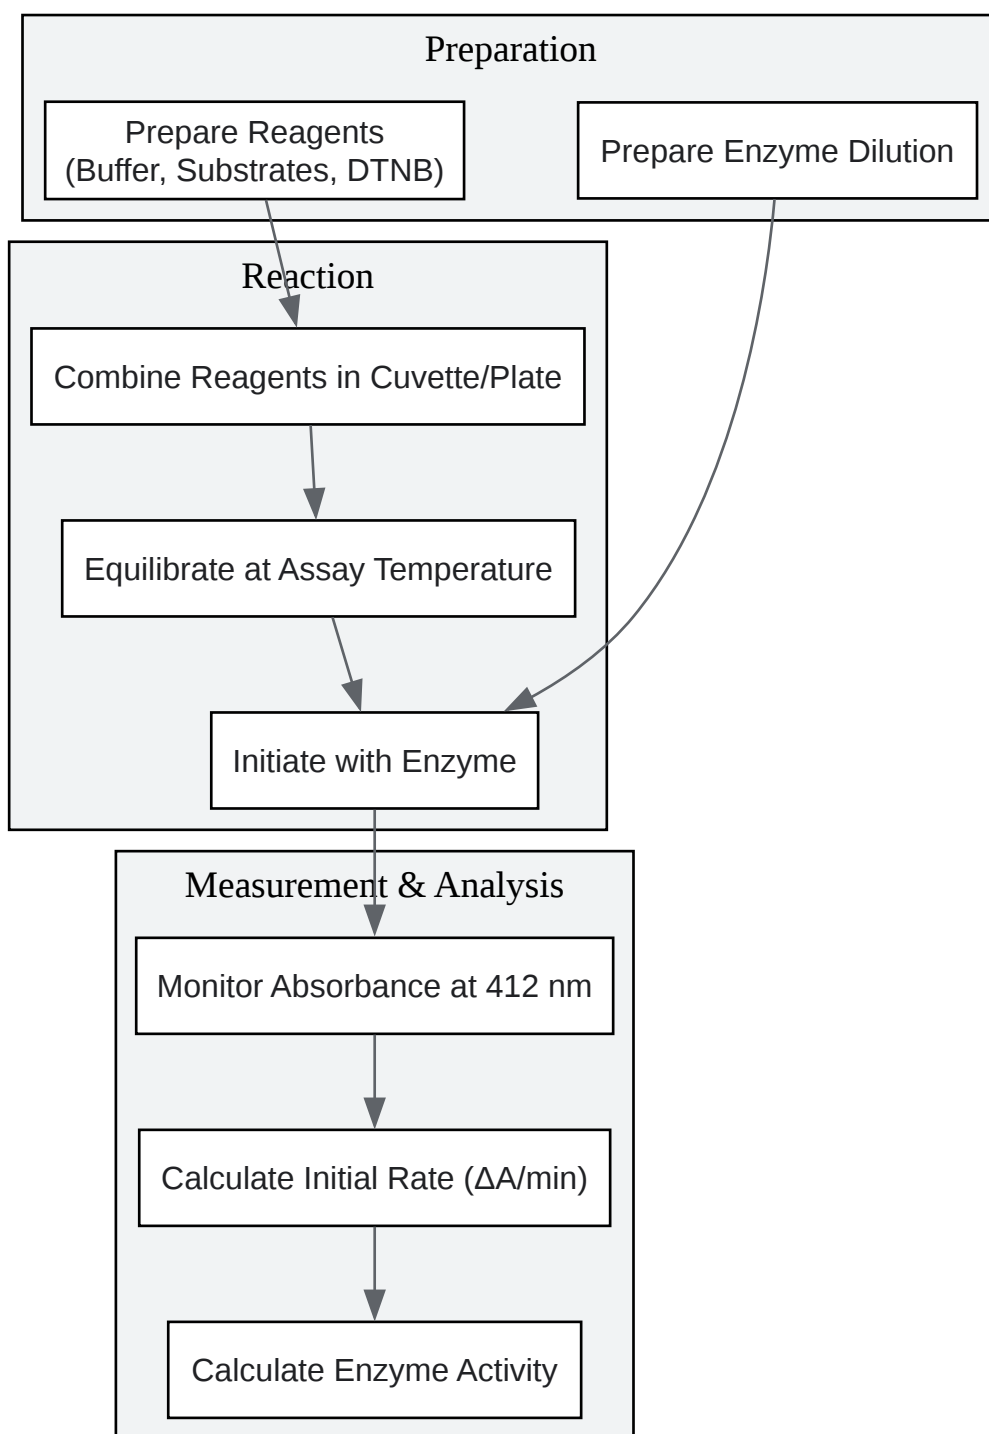 Preparation
Prepare Reagents
(Buffer, Substrates, DTNB)
Prepare Enzyme Dilution
Reaction
Combine Reagents in Cuvette/Plate
Equilibrate at Assay Temperature
Initiate with Enzyme
Measurement & Analysis
Monitor Absorbance at 412 nm
Calculate Initial Rate (ΔA/min)
Calculate Enzyme Activity